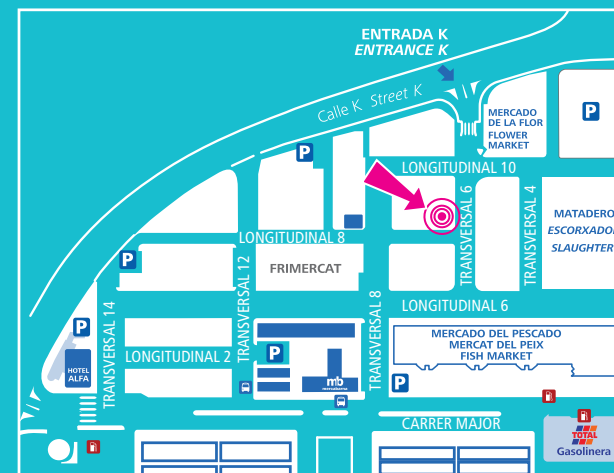 ENTRADA K
ENTRANCE K
Calle K Street K
MERCADO
DE LA FLOR
FLOWER
MARKET
P
P
LONGITUDINAL 10
TRANSVERSAL 6
TRANSVERSAL 4
MATADERO
ESCORXADO
SLAUGHTER
LONGITUDINAL 8
P
FRIMERCAT
TRANSVERSAL 12
TRANSVERSAL 8
LONGITUDINAL 6
TRANSVERSAL 14
P
HOTEL
ALFA
LONGITUDINAL 2
P
mb
mercabarna
MERCADO DEL PESCADO
MERCAT DEL PEIX
FISH MARKET
P
CARRER MAJOR
TOTAL
Gasolinera